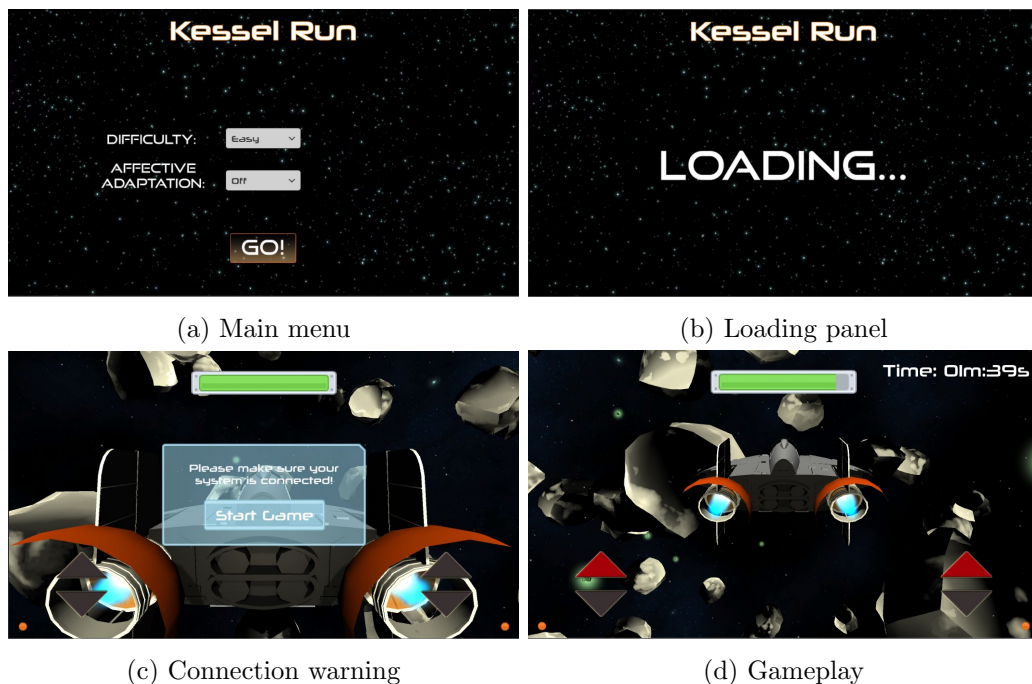 Kessel Run
DIFFICULTY:
Easy
AFFECTIVE
ADAPTATION:
Off
GO!
(a) Main menu
Kessel Run
LOADING...
(b) Loading panel
Please make sure your
system is connected!
Start Game
(c) Connection warning
Time: 01m:39s
(d) Gameplay